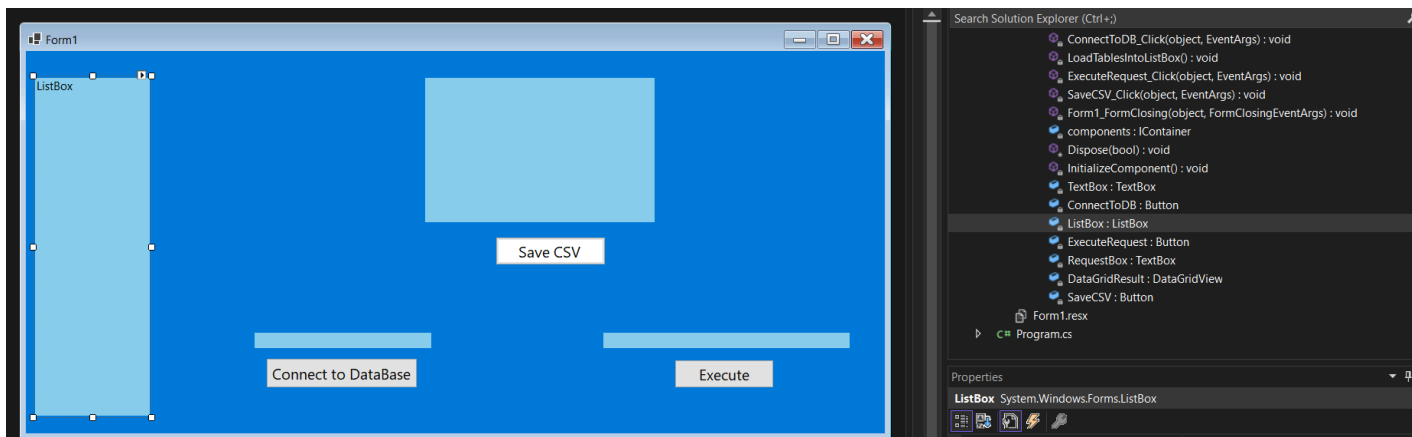 Form1
ListBox
Save CSV
Connect to DataBase
Execute
Search Solution Explorer (Ctrl+;)
ConnectToDB_Click(object, EventArgs) : void
LoadTablesIntoListBox() : void
ExecuteRequest_Click(object, EventArgs) : void
SaveCSV_Click(object, EventArgs) : void
Form1_FormClosing(object, FormClosingEventArgs) : void
components : IContainer
Dispose(bool) : void
InitializeComponent() : void
TextBox : TextBox
ConnectToDB : Button
ListBox : ListBox
ExecuteRequest : Button
RequestBox : TextBox
DataGridResult : DataGridView
SaveCSV : Button
Form1.resx
C# Program.cs
Properties
ListBox System.Windows.Forms.ListBox